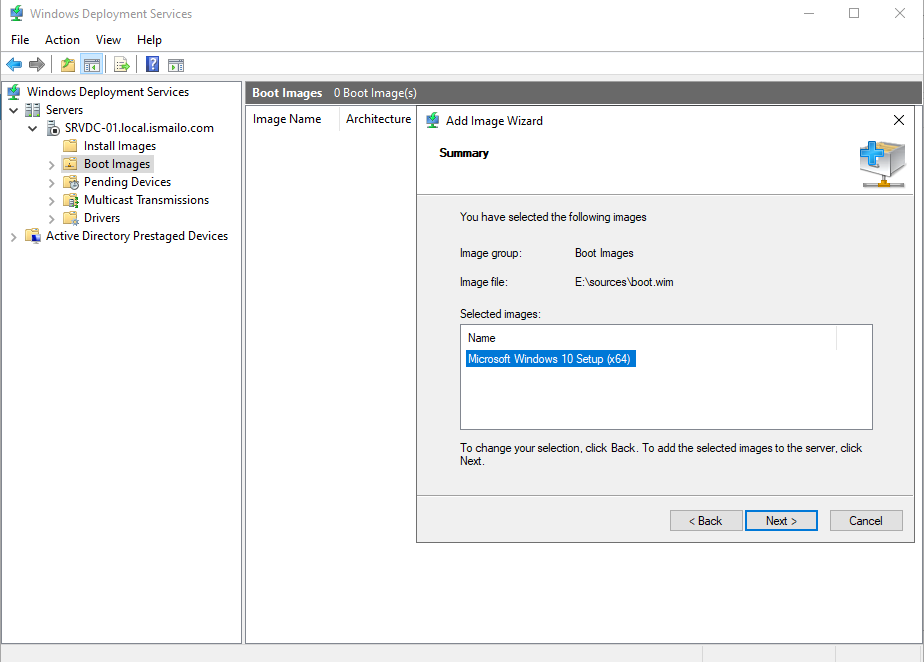 Windows Deployment Services
File Action View Help
Windows Deployment Services
Servers
SRVDC-01.local.ismailo.com
Install Images
Boot Images
Pending Devices
Multicast Transmissions
Drivers
Active Directory Prestaged Devices
Boot Images 0 Boot Image(s)
Image Name Architecture
Add Image Wizard
Summary
You have selected the following images
Image group: Boot Images
Image file: E:\sources\boot.wim
Selected images:
Name
Microsoft Windows 10 Setup (x64)
To change your selection, click Back. To add the selected images to the server, click
Next.
< Back Next > Cancel